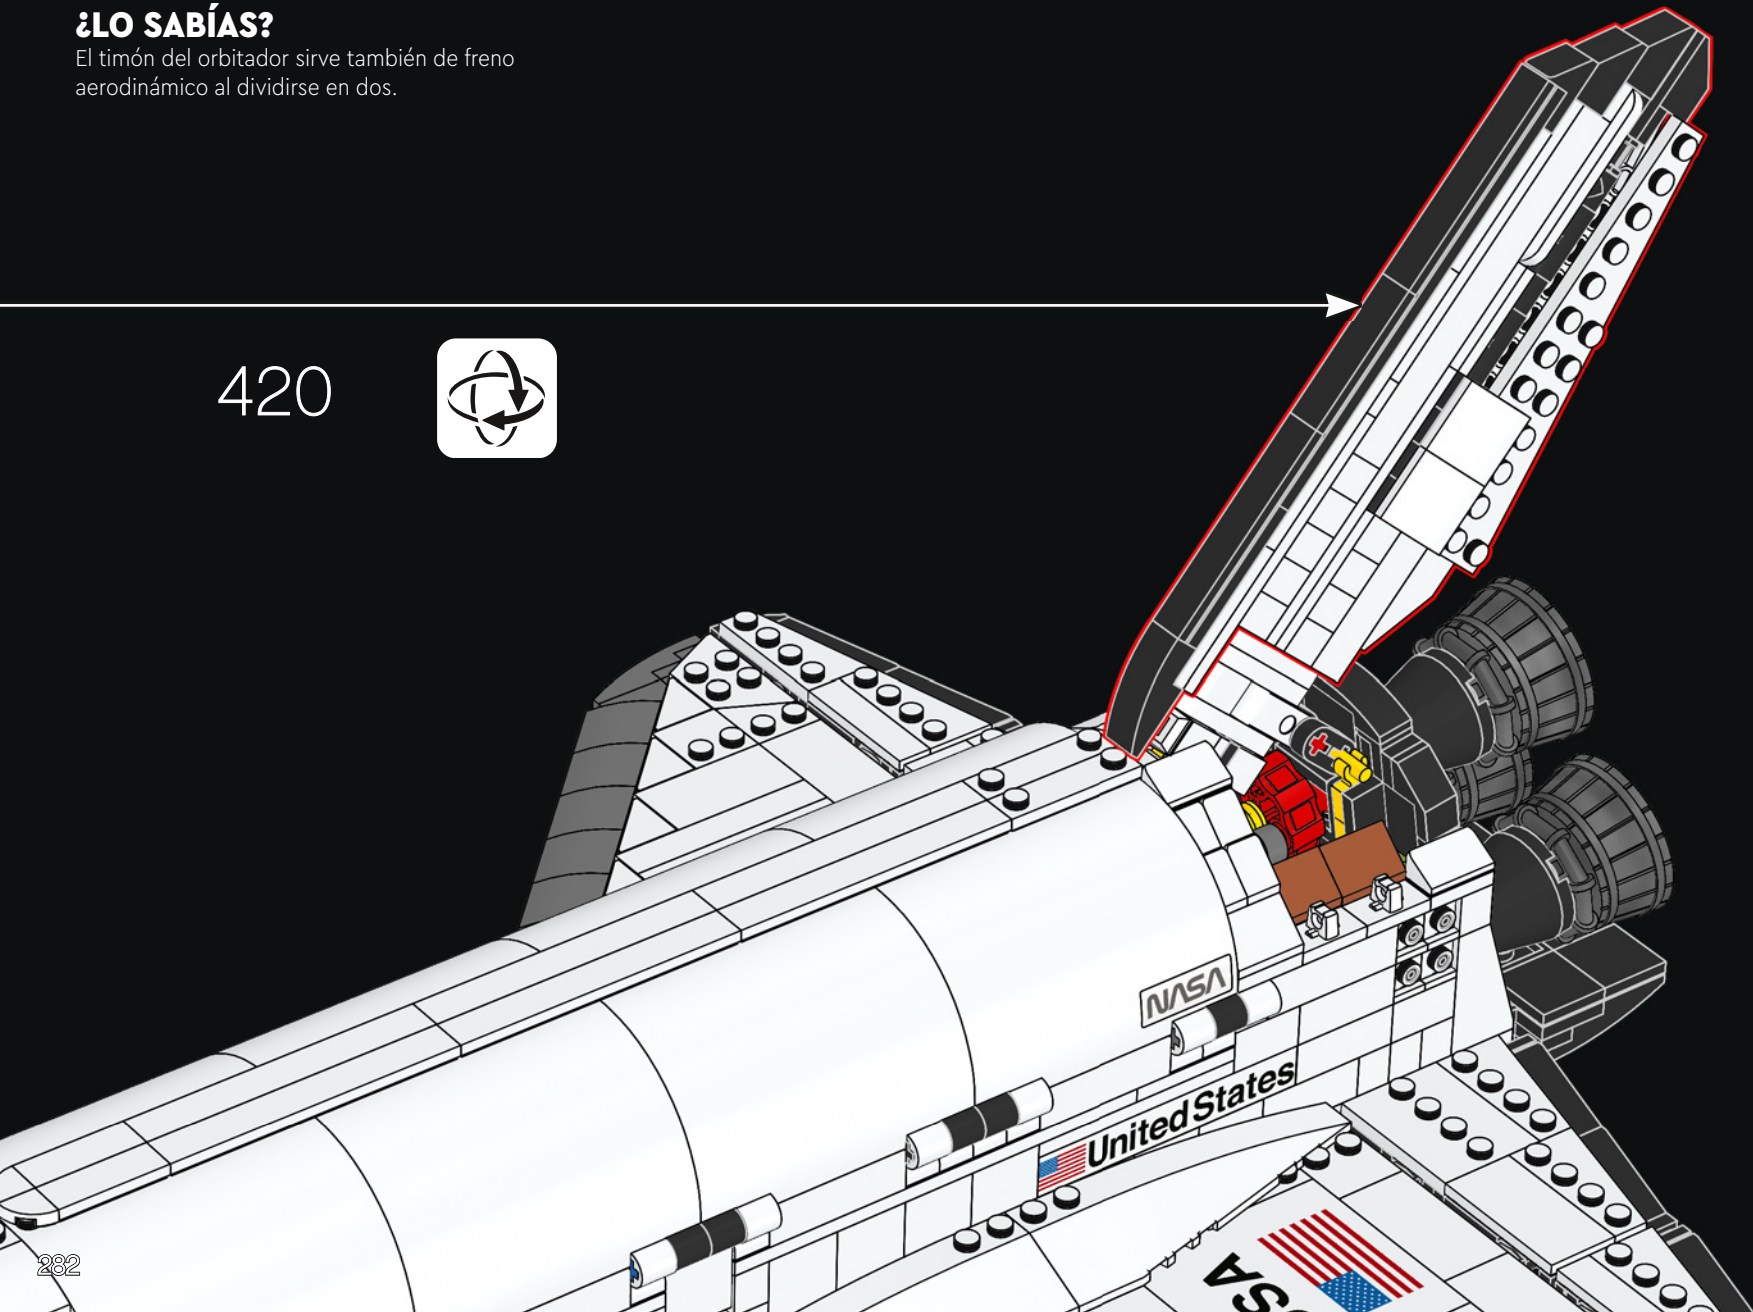 ¿LO SABÍAS?
El timón del orbitador sirve también de freno
aerodinámico al dividirse en dos.
420
NASA
United States
USA
282